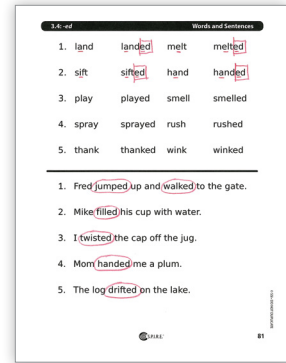 3.4: -ed Words and Sentences
1. land landed melt melted
2. sift sifted hand handed
3. play played smell smelled
4. spray sprayed rush rushed
5. thank thanked wink winked
1. Fred jumped up and walked to the gate.
2. Mike filled his cup with water.
3. I twisted the cap off the jug.
4. Mom handed me a plum.
5. The log drifted on the lake.
S.P.I.R.E.
81